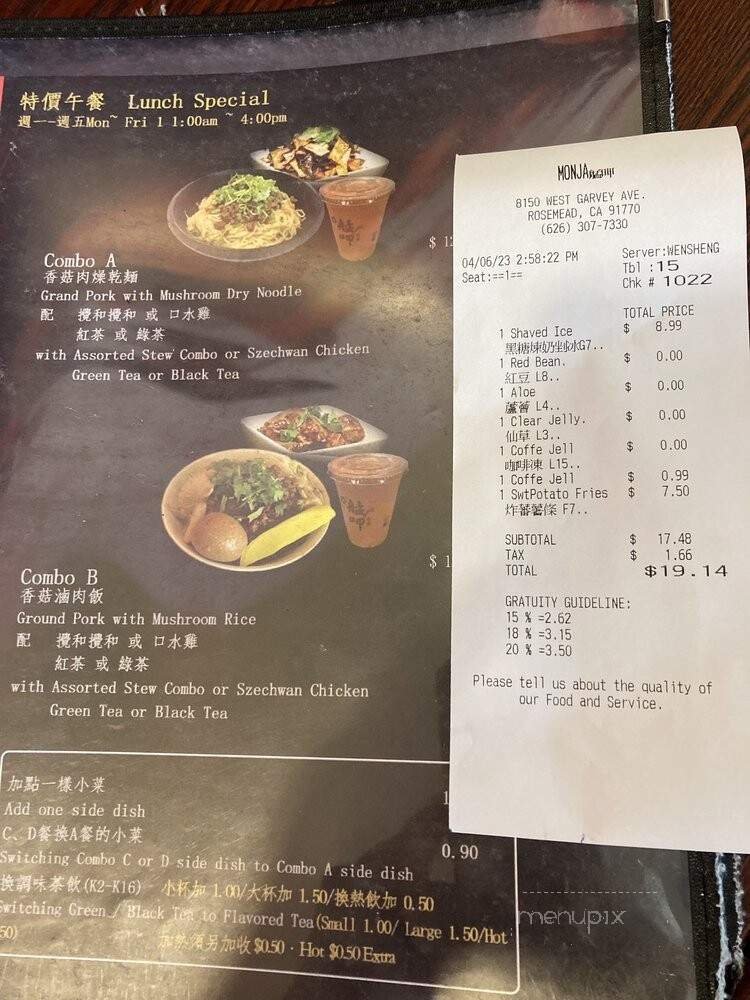 特價午餐 Lunch Special
週一~週五Mon~ Fri 1 1:00am ~ 4:00pm
$ 12
Combo A
香菇肉燥乾麵
Grand Pork with Mushroom Dry Noodle
配 攪和攪和 或 口水雞
紅茶 或 綠茶
with Assorted Stew Combo or Szechwan Chicken
Green Tea or Black Tea
$ 1
Combo B
香菇滷肉飯
Ground Pork with Mushroom Rice
配 攪和攪和 或 口水雞
紅茶 或 綠茶
with Assorted Stew Combo or Szechwan Chicken
Green Tea or Black Tea
加點一樣小菜
Add one side dish
C、D餐換A餐的小菜
Switching Combo C or D side dish to Combo A side dish
0.90
換調味茶飲(K2-K16) 小杯加 1.00/大杯加 1.50/換熱飲加 0.50
Switching Green / Black Tea to Flavored Tea(Small 1.00/ Large 1.50/Hot
50)
加熱須另加收$0.50 · Hot $0.50 Extra
MONJA
8150 WEST GARVEY AVE.
ROSEMEAD, CA 91770
(626) 307-7330
04/06/23 2:58:22 PM Server:WENSHENG
Tbl :15
Seat:==1== Chk # 1022
TOTAL PRICE
1 Shaved Ice $ 8.99
黑糖煉奶剉冰G7..
1 Red Bean. $ 0.00
紅豆 L8..
1 Aloe $ 0.00
蘆薈 L4..
1 Clear Jelly. $ 0.00
仙草 L3..
1 Coffe Jell $ 0.00
咖啡凍 L15..
1 Coffe Jell $ 0.99
1 SwtPotato Fries $ 7.50
炸蕃薯條 F7..
SUBTOTAL $ 17.48
TAX $ 1.66
TOTAL $19.14
GRATUITY GUIDELINE:
15 % =2.62
18 % =3.15
20 % =3.50
Please tell us about the quality of
our Food and Service.
menupix